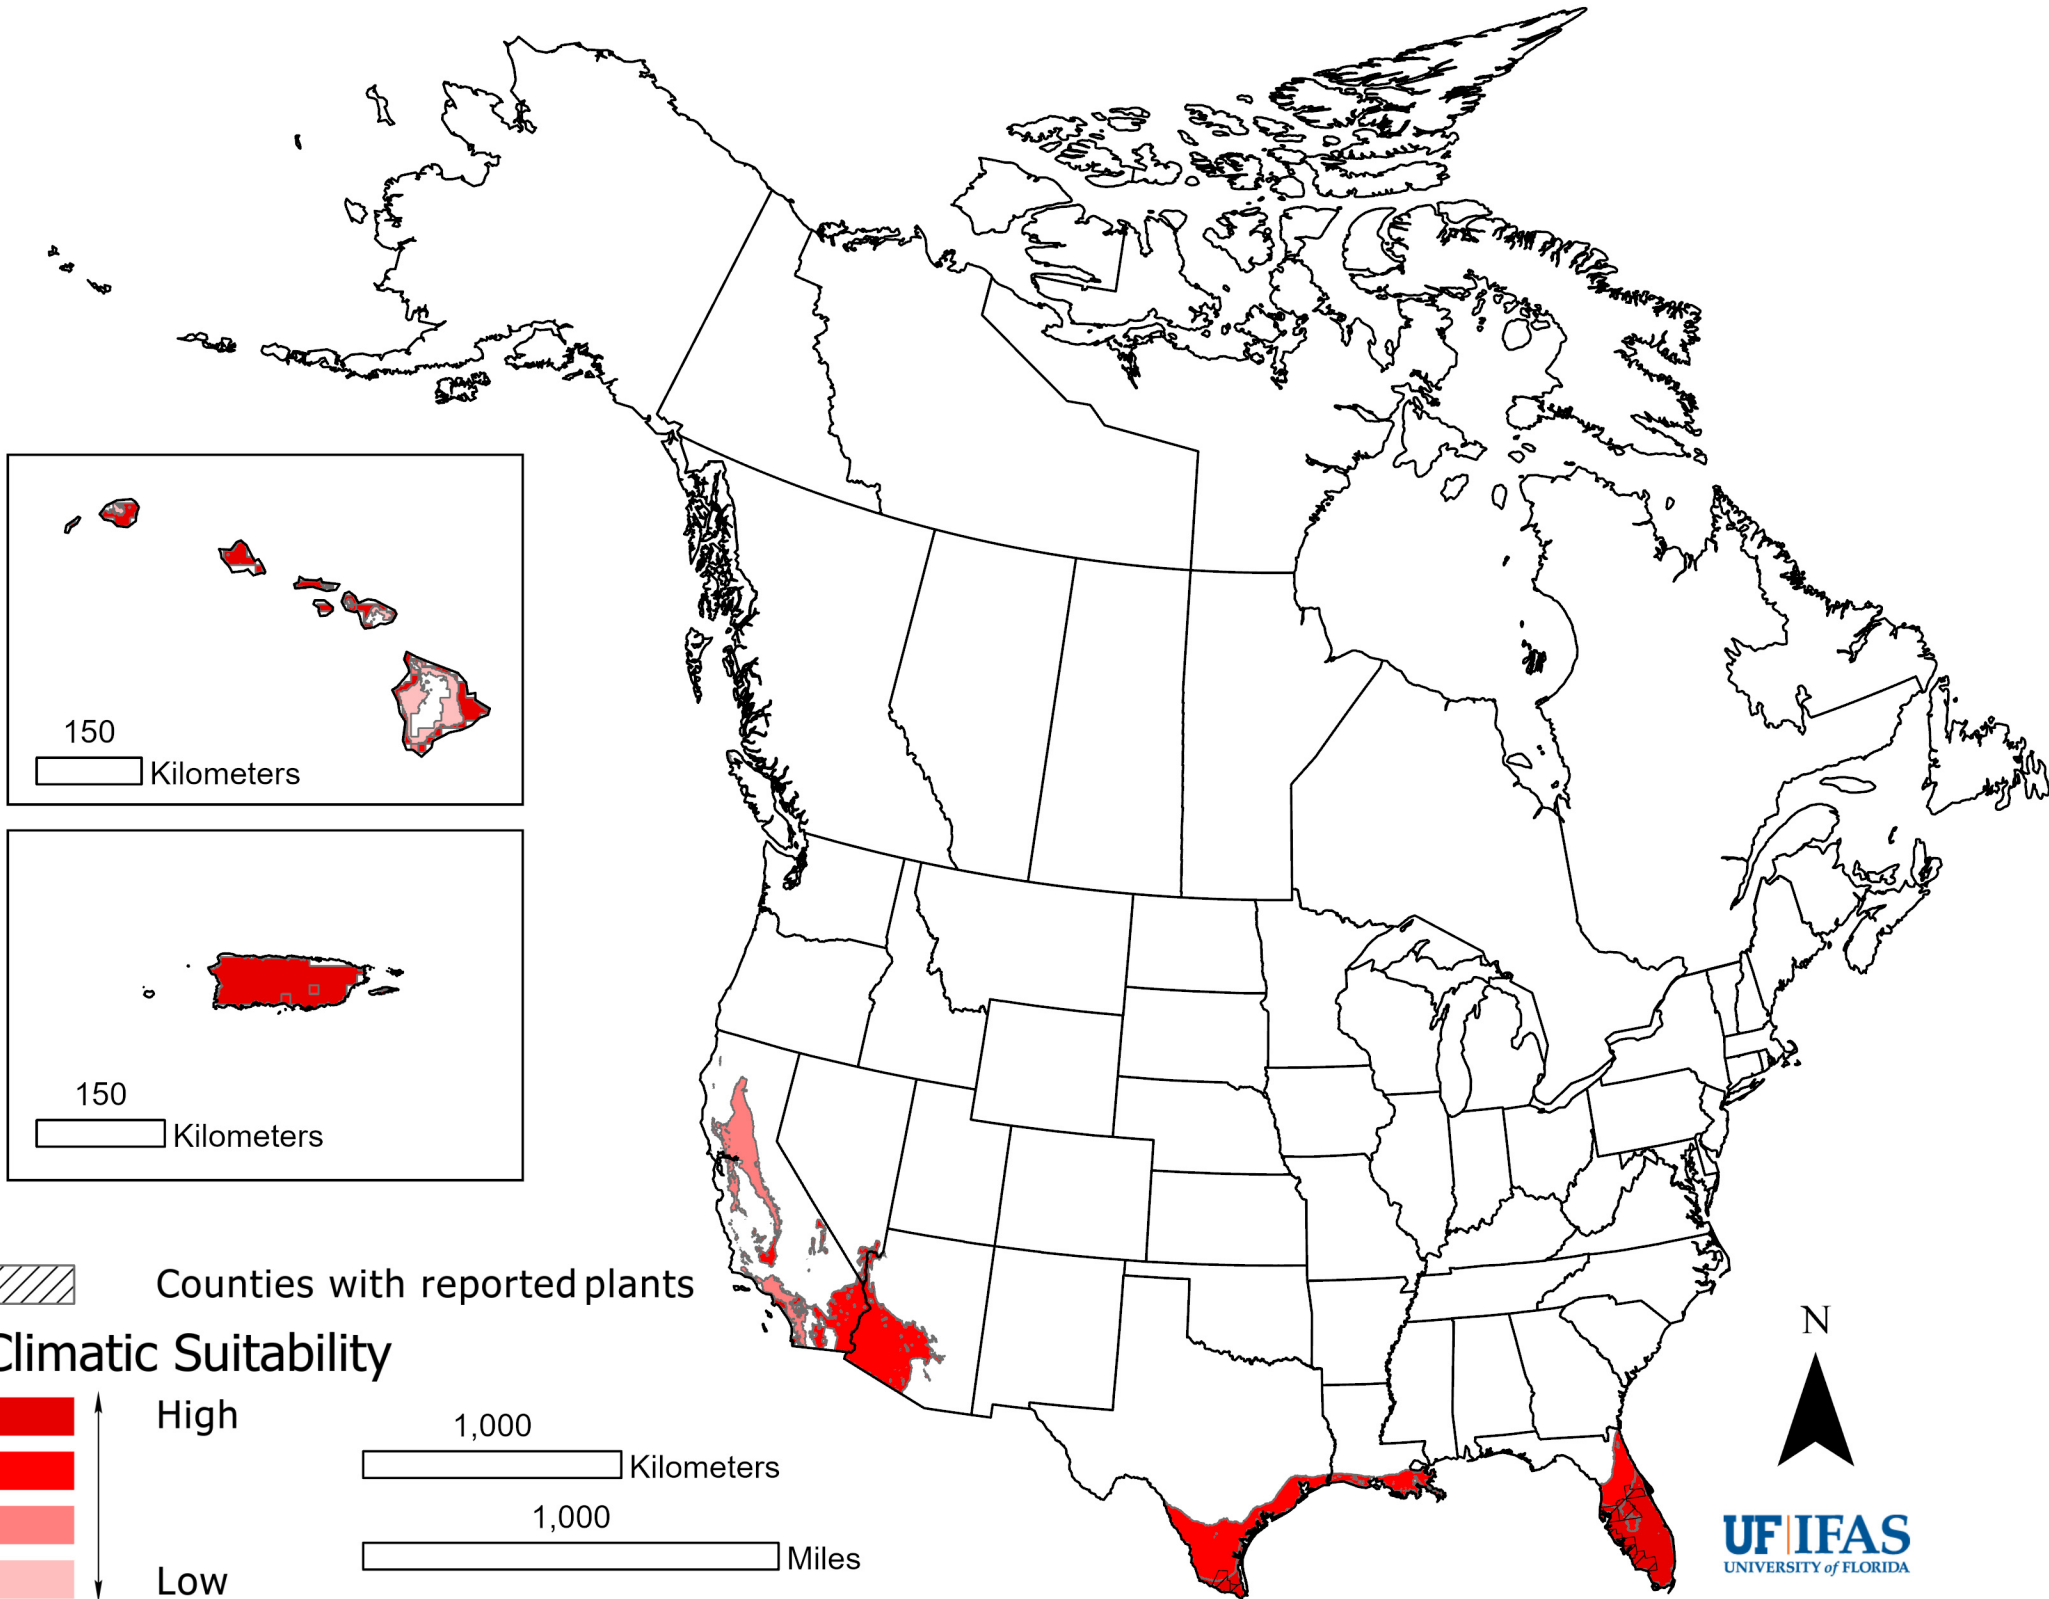 150
Kilometers
150
Kilometers
Counties with reported plants
Climatic Suitability
High
Low
1,000
Kilometers
1,000
Miles
N
UF|IFAS
UNIVERSITY of FLORIDA